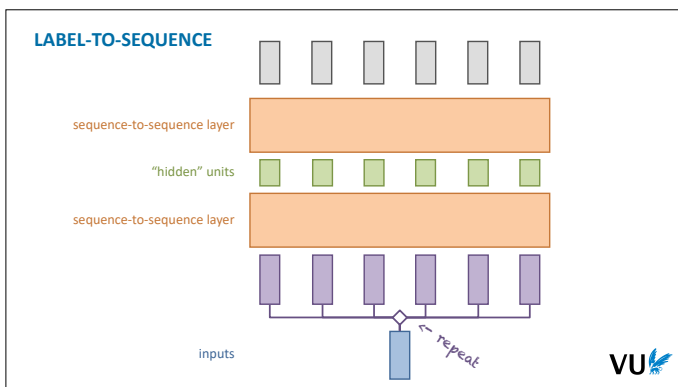 LABEL-TO-SEQUENCE
sequence-to-sequence layer
“hidden” units
sequence-to-sequence layer
← repeat
inputs
VU